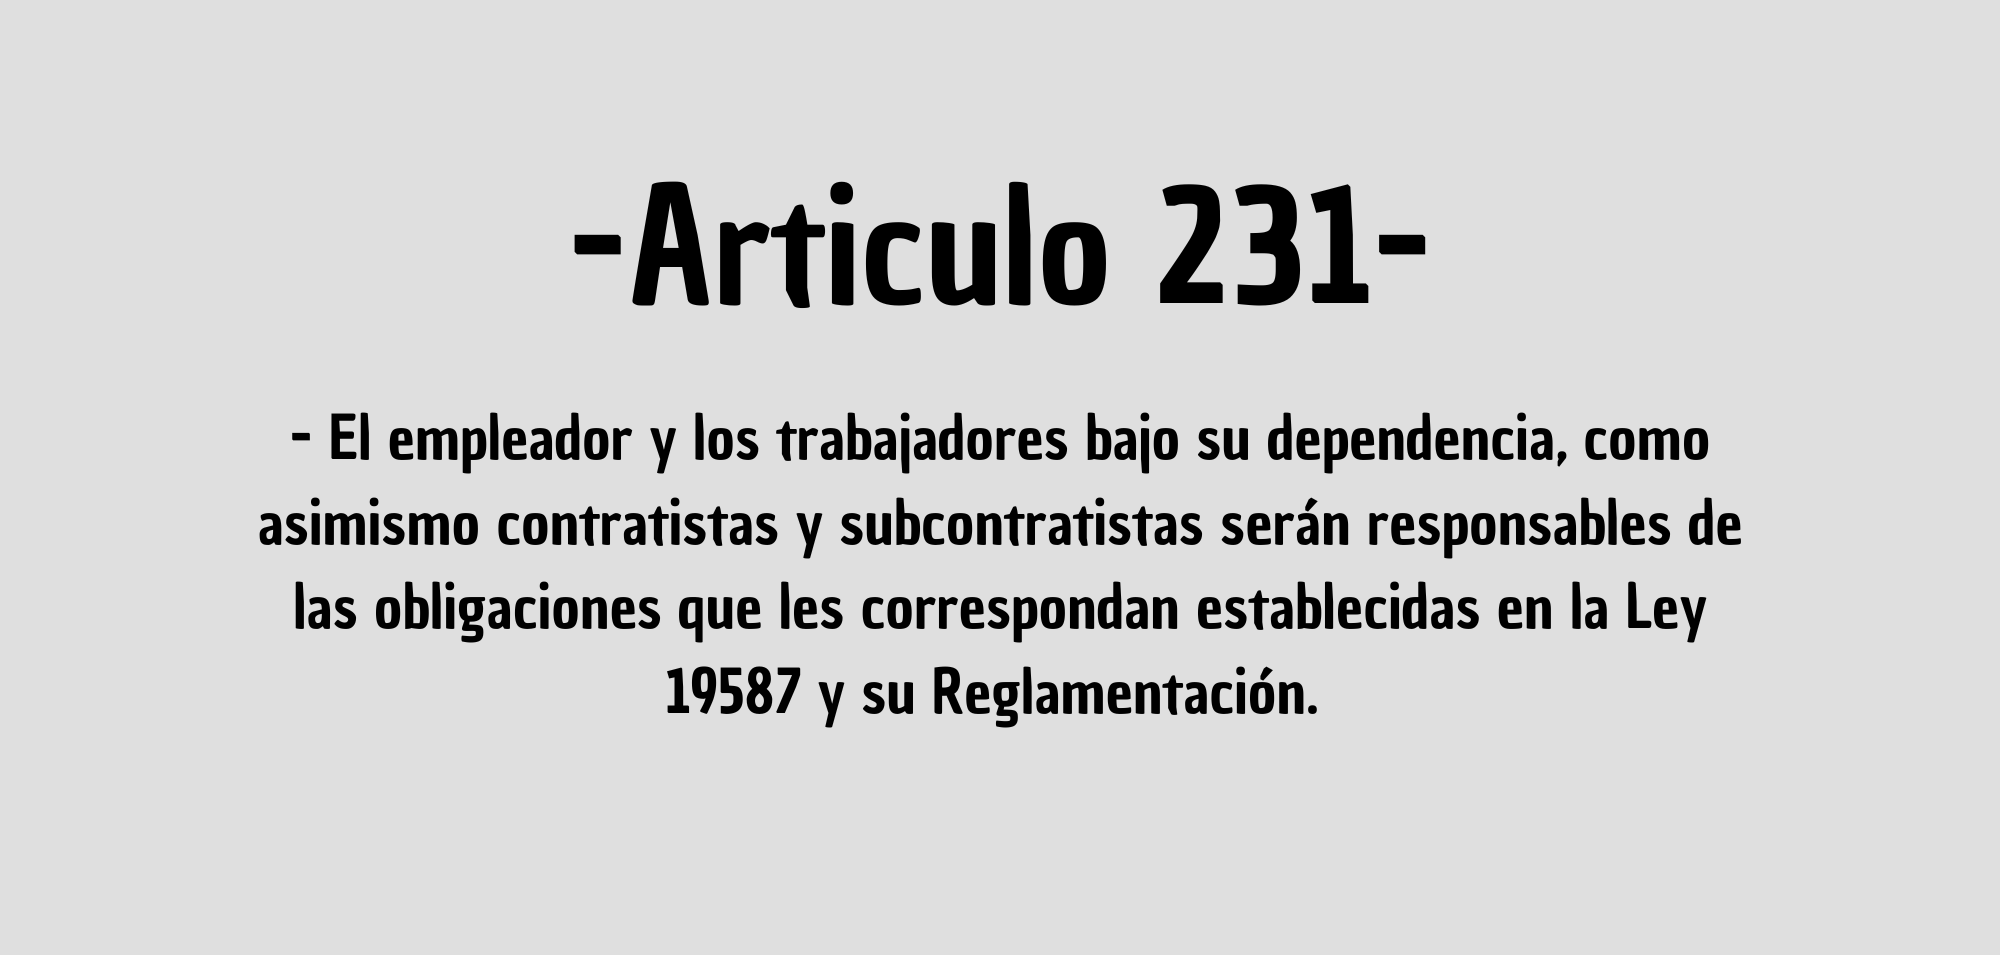 -Articulo 231-
- El empleador y los trabajadores bajo su dependencia, como
asimismo contratistas y subcontratistas serán responsables de
las obligaciones que les correspondan establecidas en la Ley
19587 y su Reglamentación.